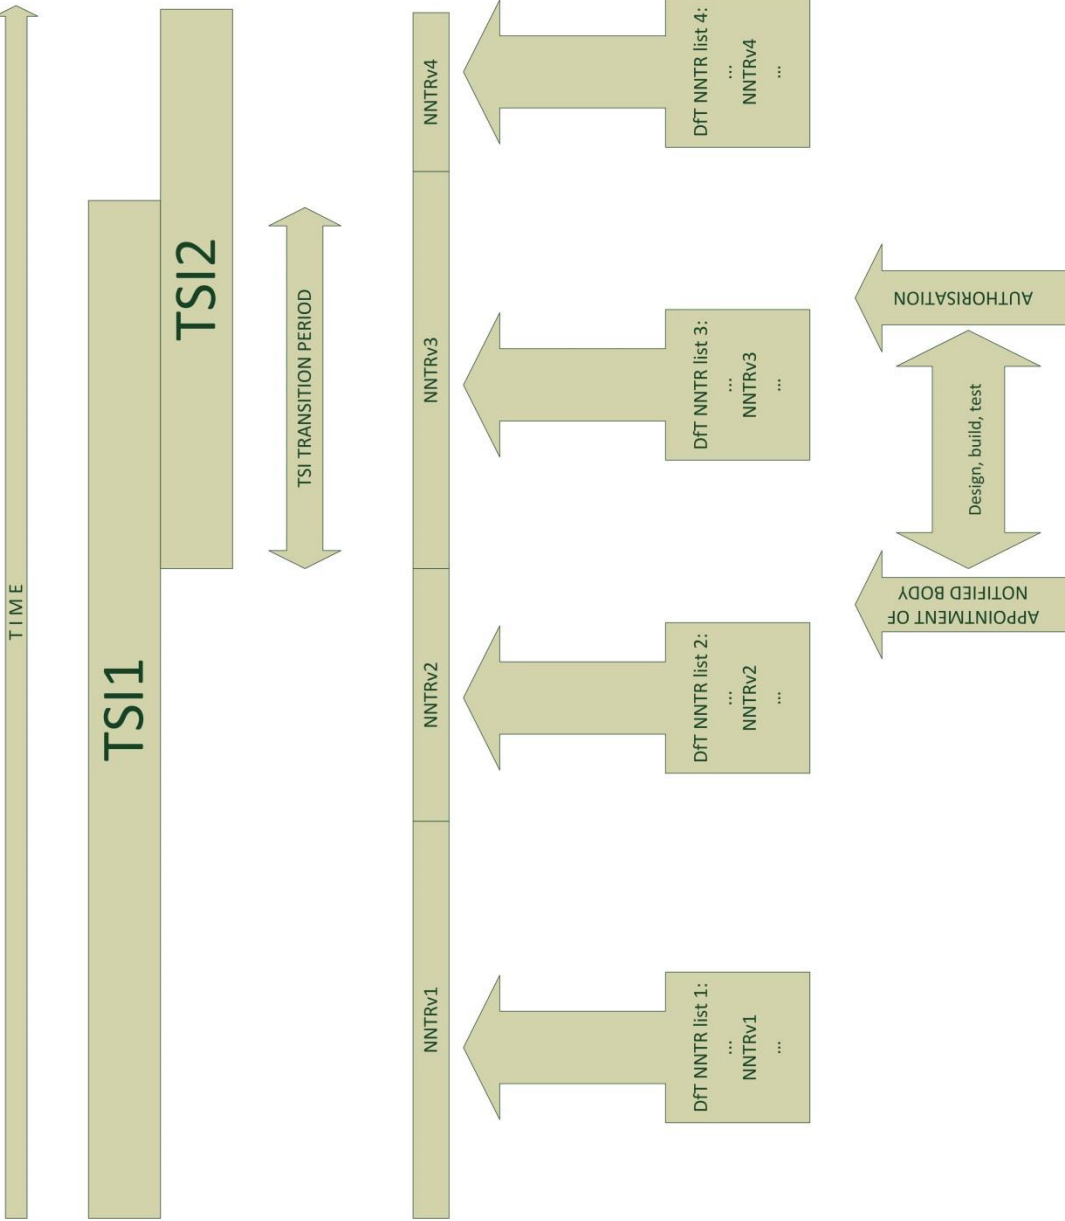 TIME
TSI1
TSI2
TSI TRANSITION PERIOD
NNTRv1
NNTRv2
NNTRv3
NNTRv4
DfT NNTR list 1:
...
NNTRv1
...
DfT NNTR list 2:
...
NNTRv2
...
DfT NNTR list 3:
...
NNTRv3
...
DfT NNTR list 4:
...
NNTRv4
...
APPOINTMENT OF
NOTIFIED BODY
Design, build, test
AUTHORISATION